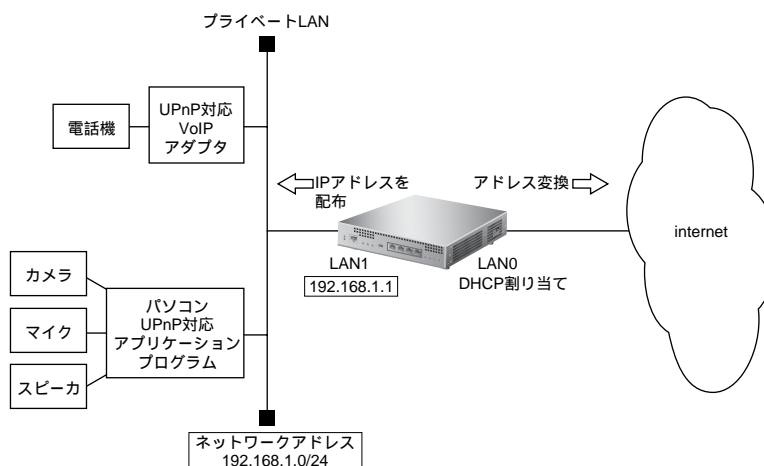 プライベートLAN
電話機
UPnP対応
VoIP
アダプタ
IPアドレスを
配布
アドレス変換
internet
LAN1
192.168.1.1
LAN0
DHCP割り当て
カメラ
マイク
スピーカ
パソコン
UPnP対応
アプリケーション
プログラム
ネットワークアドレス
192.168.1.0/24